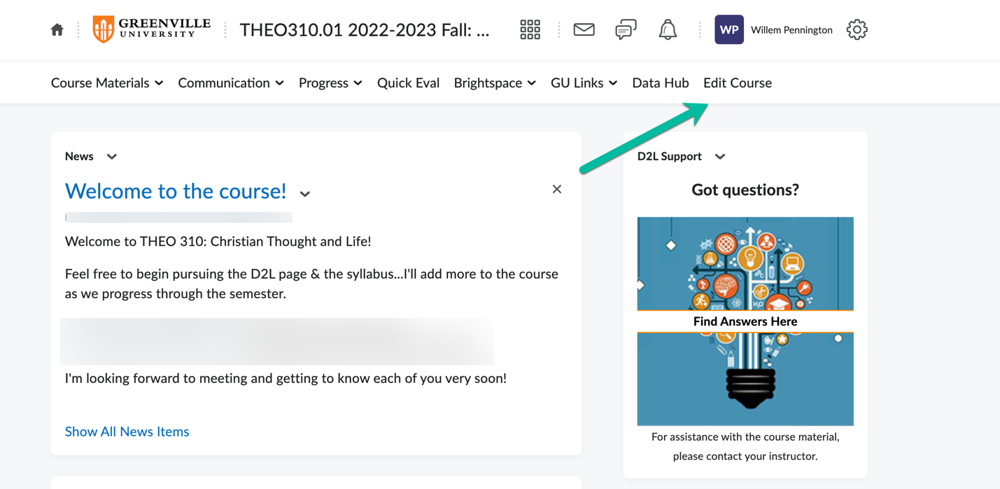 GREENVILLE
UNIVERSITY
THEO310.01 2022-2023 Fall: ...
WP
Willem Pennington
Course Materials
Communication
Progress
Quick Eval
Brightspace
GU Links
Data Hub
Edit Course
News
Welcome to the course!
Welcome to THEO 310: Christian Thought and Life!
Feel free to begin pursuing the D2L page & the syllabus...I'll add more to the course
as we progress through the semester.
I'm looking forward to meeting and getting to know each of you very soon!
Show All News Items
D2L Support
Got questions?
H₂O
Find Answers Here
For assistance with the course material,
please contact your instructor.